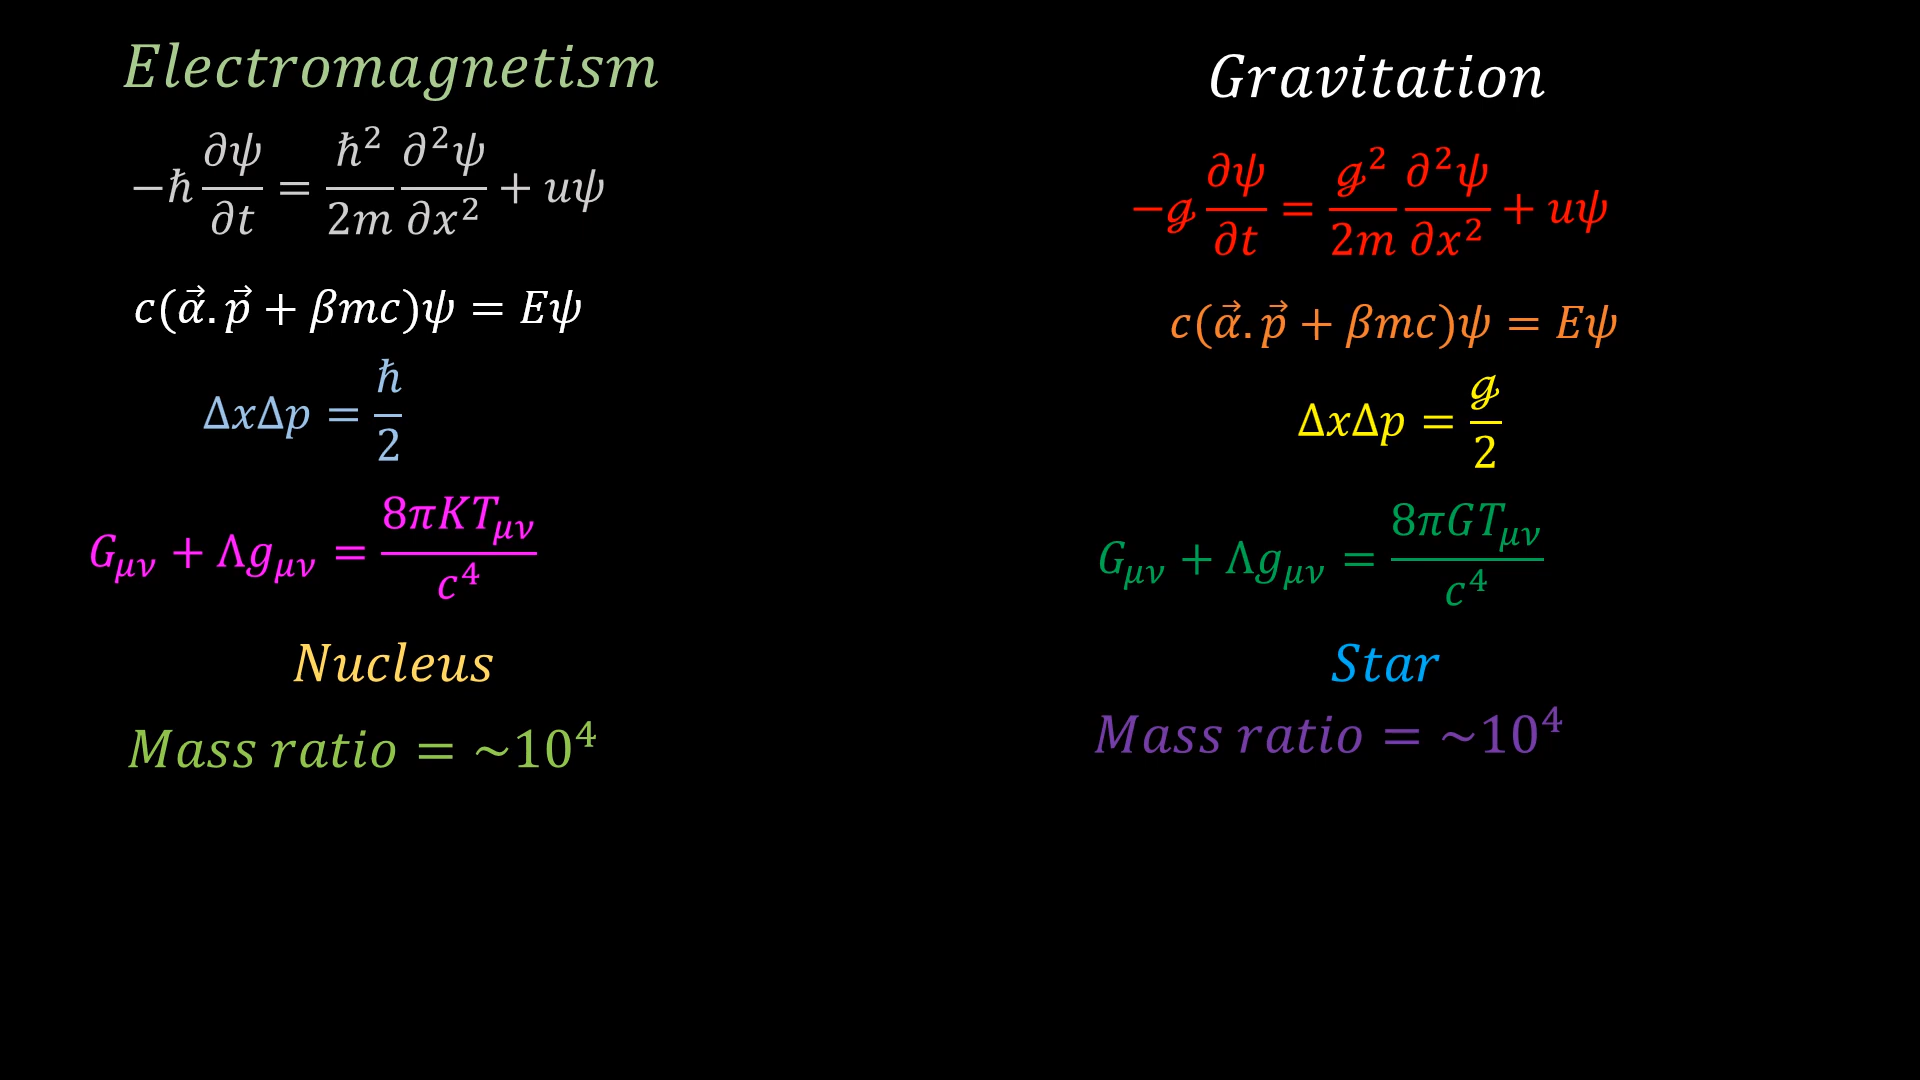 Electromagnetism
−ℏ ∂ψ/∂t = ℏ²/2m ∂²ψ/∂x² + uψ
c(α⃗.p⃗ + βmc)ψ = Eψ
ΔxΔp = ℏ/2
G_μν + Λg_μν = 8πKT_μν/c⁴
Nucleus
Mass ratio = ~10⁴
Gravitation
−ℊ ∂ψ/∂t = ℊ²/2m ∂²ψ/∂x² + uψ
c(α⃗.p⃗ + βmc)ψ = Eψ
ΔxΔp = ℊ/2
G_μν + Λg_μν = 8πGT_μν/c⁴
Star
Mass ratio = ~10⁴